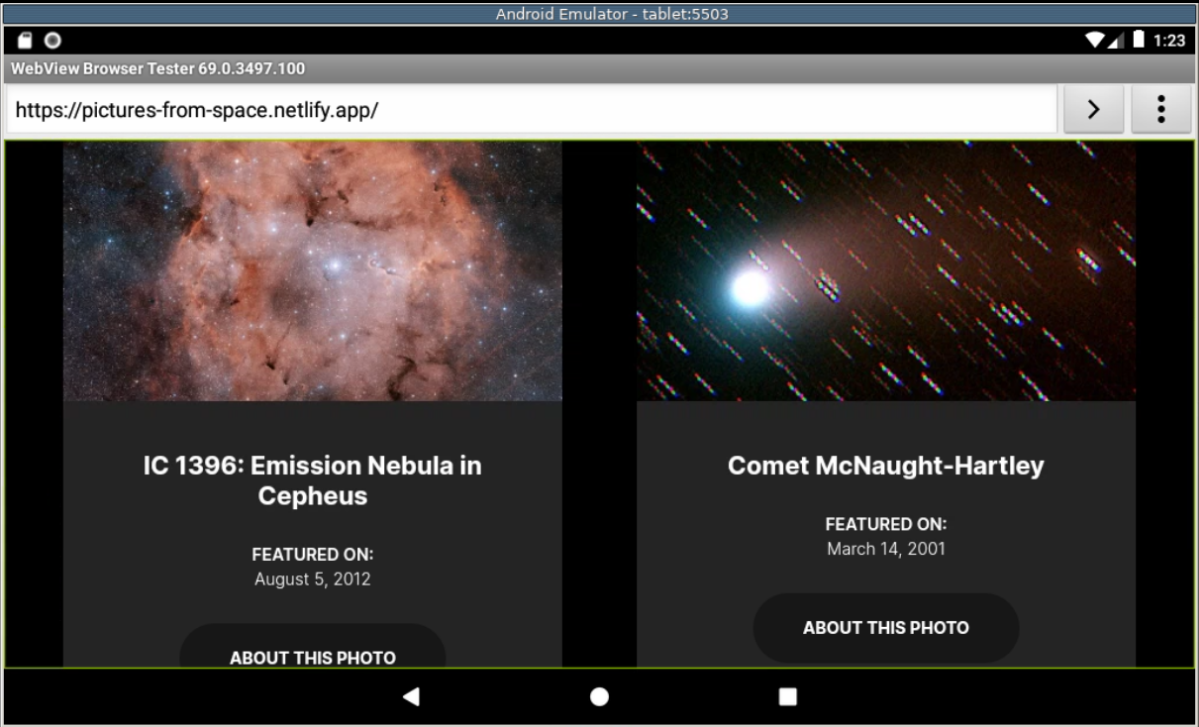 Android Emulator - tablet:5503
1:23
WebView Browser Tester 69.0.3497.100
https://pictures-from-space.netlify.app/
IC 1396: Emission Nebula in
Cepheus
FEATURED ON:
August 5, 2012
ABOUT THIS PHOTO
Comet McNaught-Hartley
FEATURED ON:
March 14, 2001
ABOUT THIS PHOTO